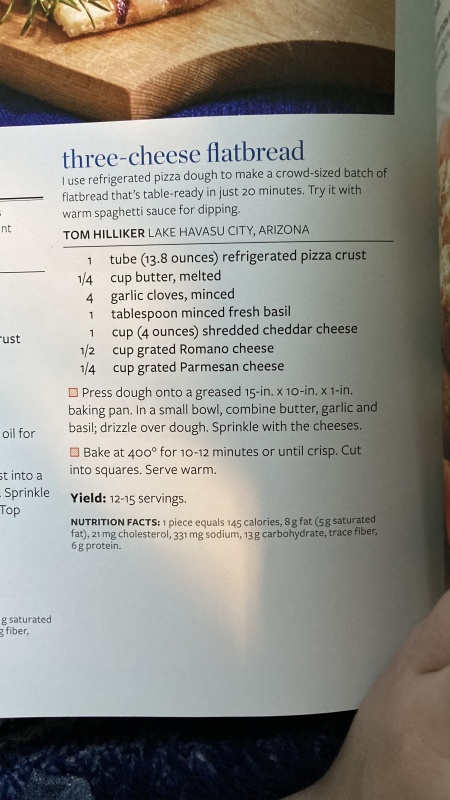 three-cheese flatbread
I use refrigerated pizza dough to make a crowd-sized batch of
flatbread that's table-ready in just 20 minutes. Try it with
warm spaghetti sauce for dipping.
TOM HILLIKER LAKE HAVASU CITY, ARIZONA
1 tube (13.8 ounces) refrigerated pizza crust
1/4 cup butter, melted
4 garlic cloves, minced
1 tablespoon minced fresh basil
1 cup (4 ounces) shredded cheddar cheese
1/2 cup grated Romano cheese
1/4 cup grated Parmesan cheese
Press dough onto a greased 15-in. x 10-in. x 1-in.
baking pan. In a small bowl, combine butter, garlic and
basil; drizzle over dough. Sprinkle with the cheeses.
Bake at 400° for 10-12 minutes or until crisp. Cut
into squares. Serve warm.
Yield: 12-15 servings.
NUTRITION FACTS: 1 piece equals 145 calories, 8 g fat (5 g saturated
fat), 21 mg cholesterol, 331 mg sodium, 13 g carbohydrate, trace fiber,
6 g protein.
oil for
st into a
. Sprinkle
Top
g saturated
g fiber,